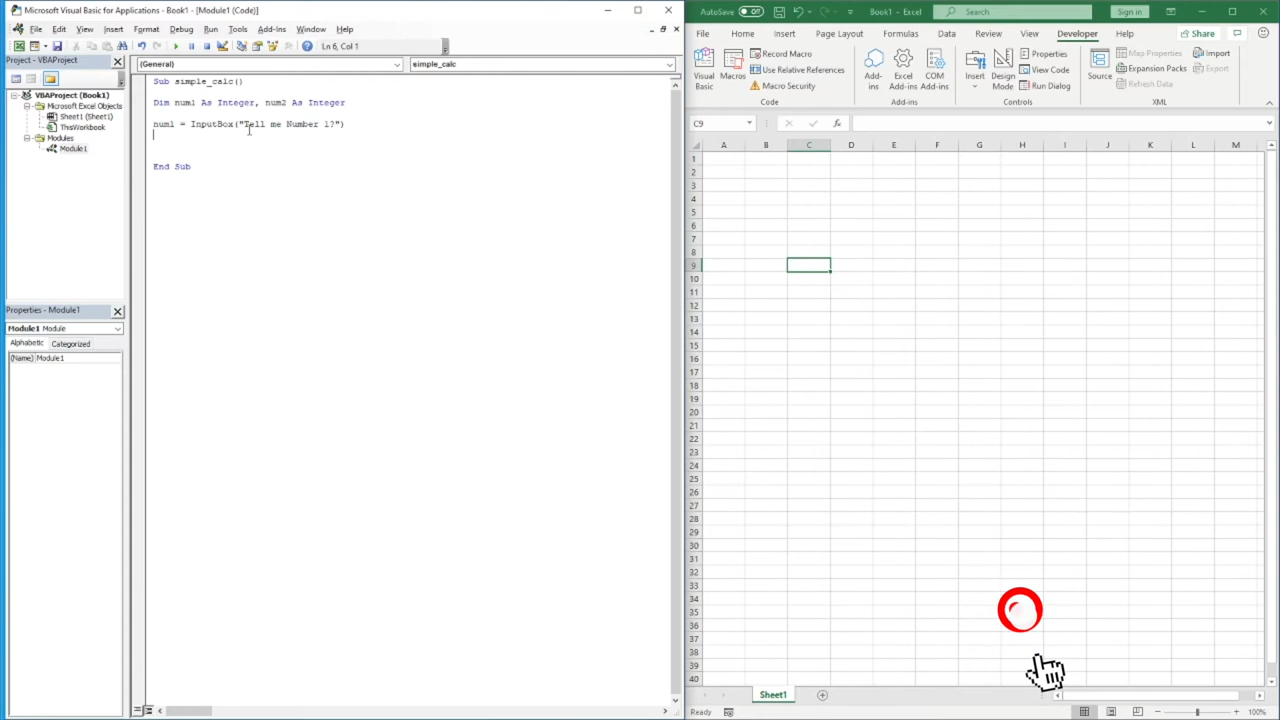 Microsoft Visual Basic for Applications - Book1 - [Module1 (Code)]
File Edit View Insert Format Debug Run Tools Add-Ins Window Help
Ln 6, Col 1
Project - VBAProject
VBAProject (Book1)
Microsoft Excel Objects
Sheet1 (Sheet1)
ThisWorkbook
Modules
Module1
Properties - Module1
Module1 Module
Alphabetic Categorized
(Name) Module1
(General) simple_calc
Sub simple_calc()
Dim num1 As Integer, num2 As Integer
num1 = InputBox("Tell me Number 1?")
End Sub
AutoSave Off Book1 - Excel Search Sign in
File Home Insert Page Layout Formulas Data Review View Developer Help Share
Visual Basic
Macros
Record Macro
Use Relative References
Macro Security
Code
Add-ins
Excel Add-ins
COM Add-ins
Add-ins
Insert
Design Mode
Properties
View Code
Run Dialog
Controls
Source
Map Properties
Expansion Packs
Refresh Data
Import
Export
XML
C9
fx
A B C D E F G H I J K L M
1
2
3
4
5
6
7
8
9
10
11
12
13
14
15
16
17
18
19
20
21
22
23
24
25
26
27
28
29
30
31
32
33
34
35
36
37
38
39
40
Sheet1
Ready
100%